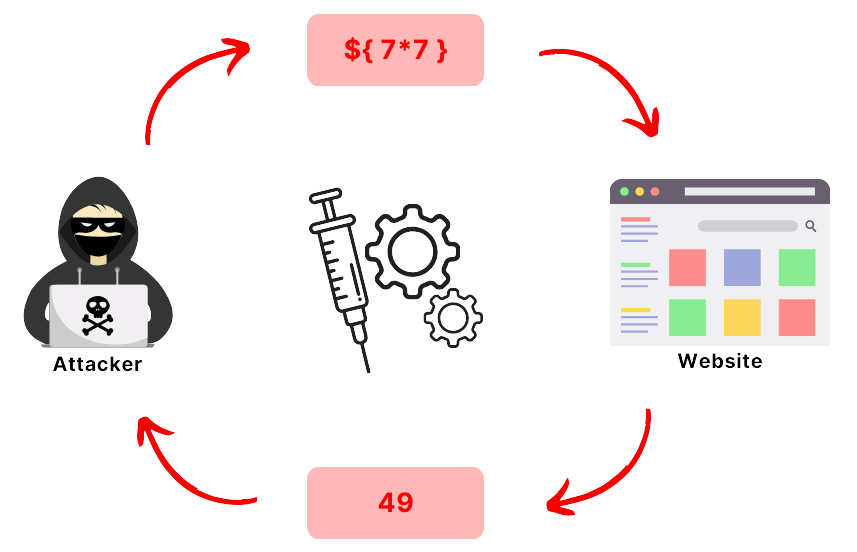 ${ 7*7 }
Attacker
Website
49